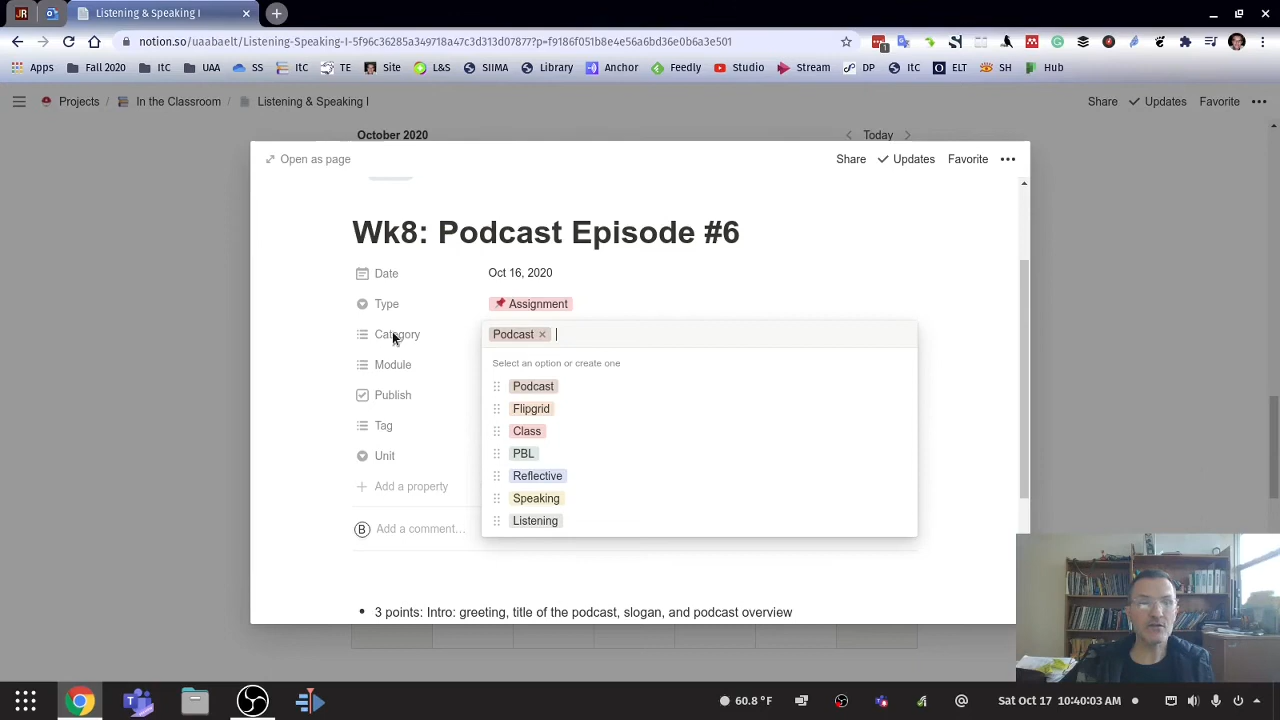 Listening & Speaking I
notion.so/uaabaelt/Listening-Speaking-I-5f96c36285a349718a47c3d313d07877?p=f9186f051b8e4e56a6bd36e0b6a3e501
Apps Fall 2020 ItC UAA SS ItC TE Site L&S SIIMA Library Anchor Feedly Studio Stream DP ItC ELT SH Hub
Projects / In the Classroom / Listening & Speaking I Share Updates Favorite
October 2020 Today
Open as page Share Updates Favorite
Wk8: Podcast Episode #6
Date Oct 16, 2020
Type Assignment
Category Podcast
Select an option or create one
Module
Podcast
Publish
Flipgrid
Tag
Class
Unit
PBL
Add a property
Reflective
Speaking
Listening
B Add a comment...
3 points: Intro: greeting, title of the podcast, slogan, and podcast overview
60.8 °F Sat Oct 17 10:40:03 AM